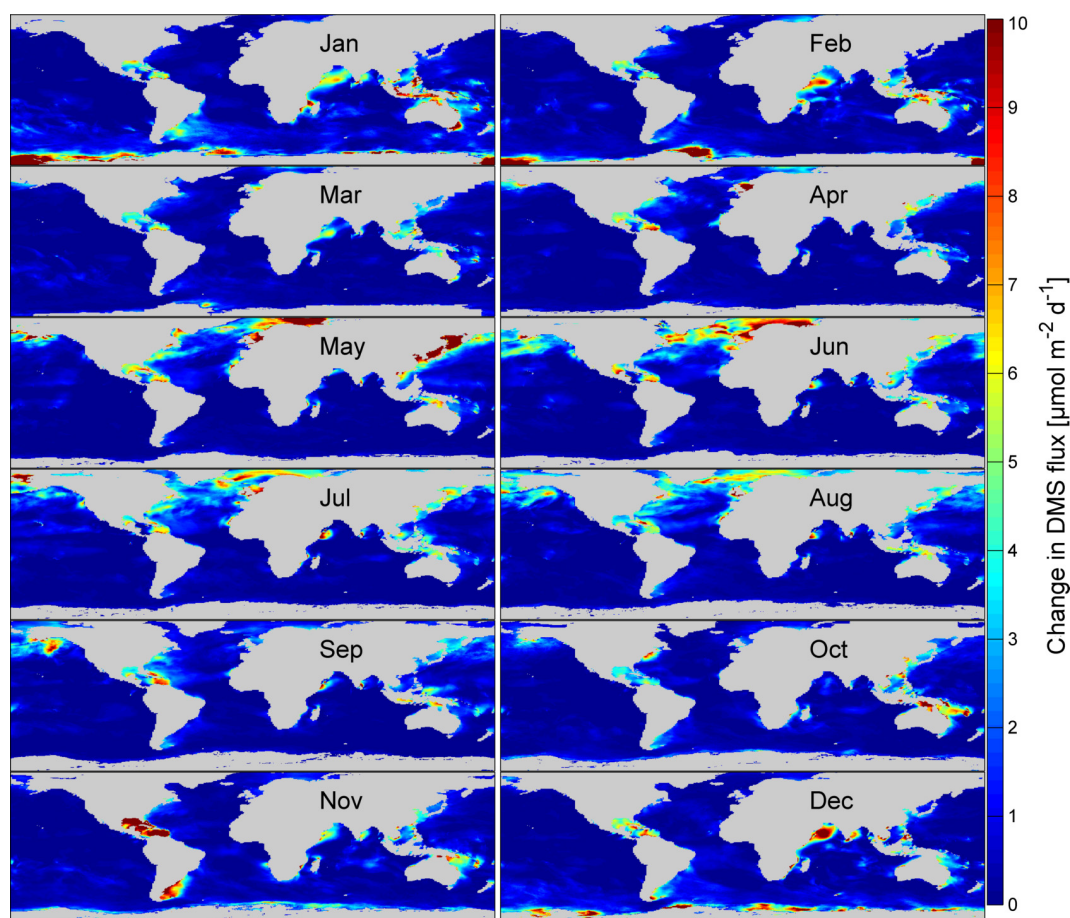 Jan
Feb
Mar
Apr
May
Jun
Jul
Aug
Sep
Oct
Nov
Dec
10
9
8
7
6
5
4
3
2
1
0
Change in DMS flux [µmol m⁻² d⁻¹]